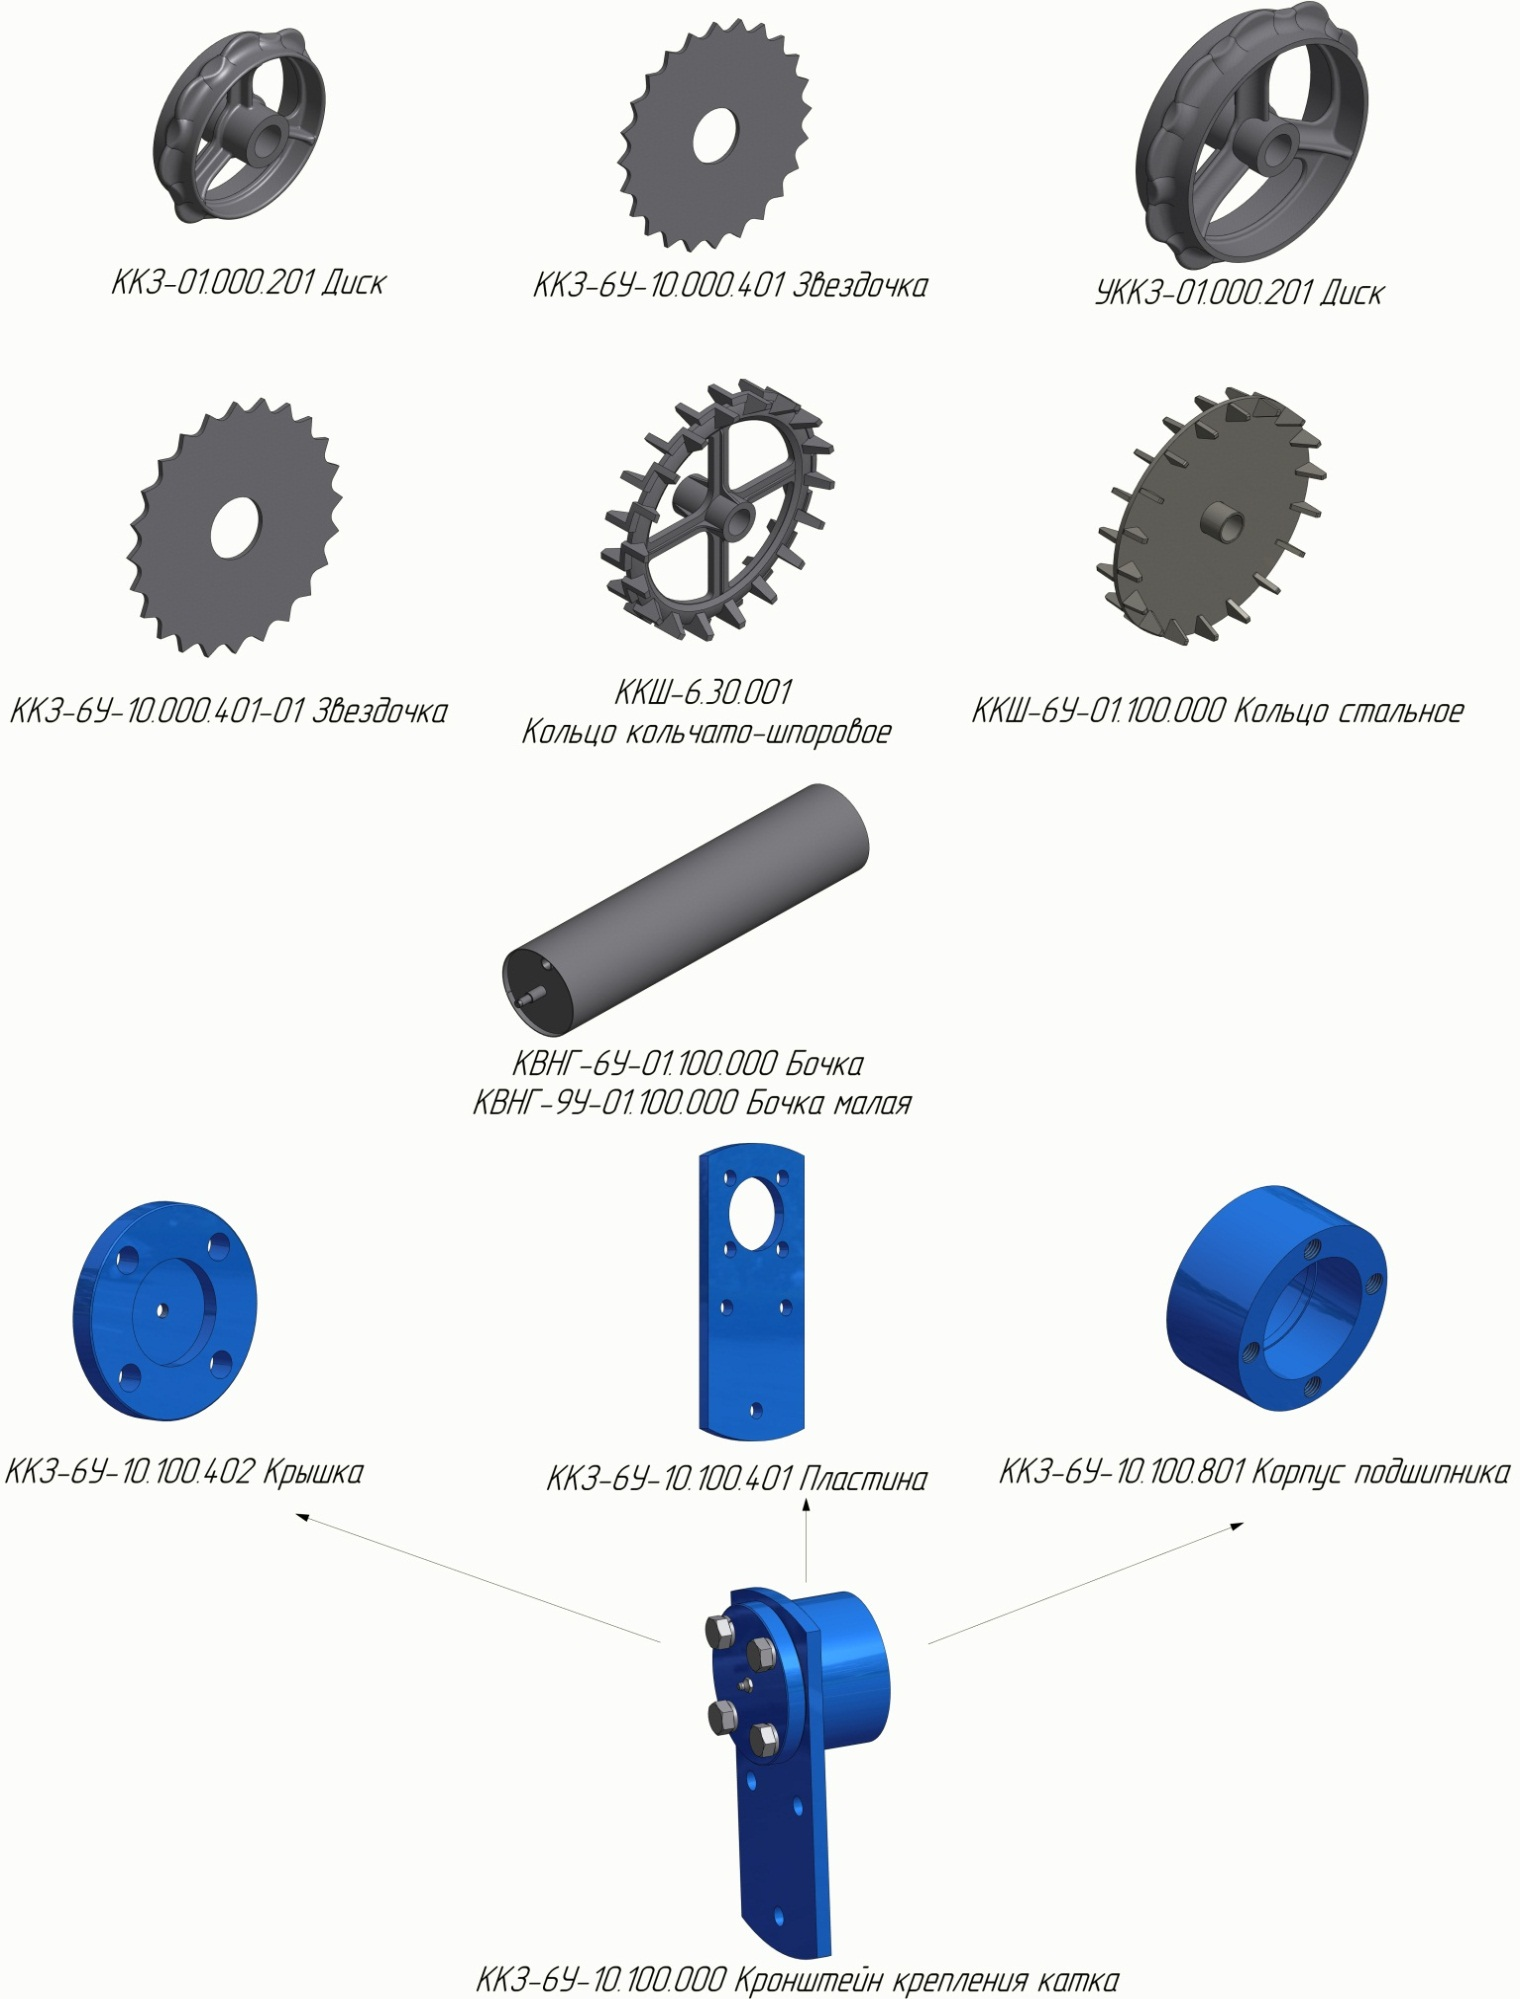 ККЗ-01.000.201 Диск
ККЗ-6У-10.000.401 Звездочка
УККЗ-01.000.201 Диск
ККЗ-6У-10.000.401-01 Звездочка
ККШ-6.30.001
Кольцо кольчато-шпоровое
ККШ-6У-01.100.000 Кольцо стальное
КВНГ-6У-01.100.000 Бочка
КВНГ-9У-01.100.000 Бочка малая
ККЗ-6У-10.100.402 Крышка
ККЗ-6У-10.100.401 Пластина
ККЗ-6У-10.100.801 Корпус подшипника
ККЗ-6У-10.100.000 Кронштейн крепления катка